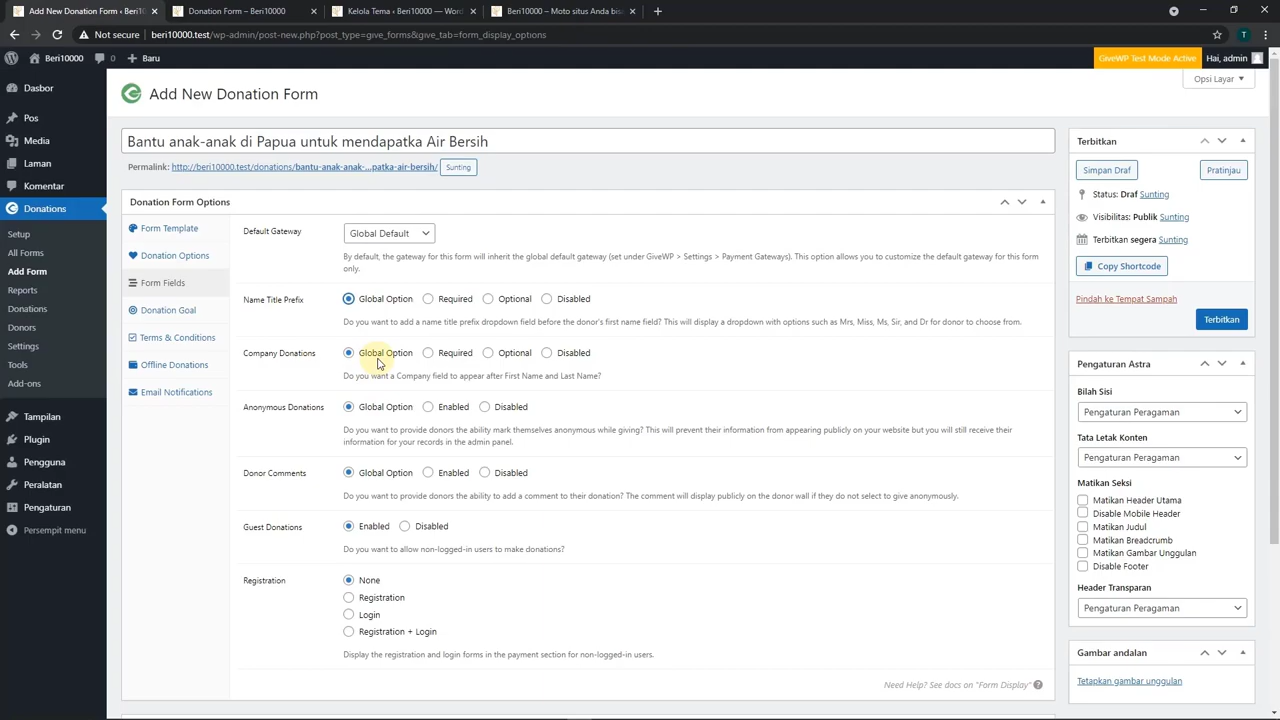 Add New Donation Form ‹ Beri10
Donation Form – Beri10000
Kelola Tema ‹ Beri10000 — Word
Beri10000 – Moto situs Anda bis
Not secure
beri10000.test/wp-admin/post-new.php?post_type=give_forms&give_tab=form_display_options
T
Beri10000
0
Baru
GiveWP Test Mode Active
Hai, admin
Dasbor
Pos
Media
Laman
Komentar
Donations
Setup
All Forms
Add Form
Reports
Donations
Donors
Settings
Tools
Add-ons
Tampilan
Plugin
Pengguna
Peralatan
Pengaturan
Persempit menu
Opsi Layar
Add New Donation Form
Bantu anak-anak di Papua untuk mendapatka Air Bersih
Permalink: http://beri10000.test/donations/bantu-anak-anak-...patka-air-bersih/ Sunting
Donation Form Options
Form Template
Donation Options
Form Fields
Donation Goal
Terms & Conditions
Offline Donations
Email Notifications
Default Gateway
Global Default
By default, the gateway for this form will inherit the global default gateway (set under GiveWP > Settings > Payment Gateways). This option allows you to customize the default gateway for this form
only.
Name Title Prefix
Global Option Required Optional Disabled
Do you want to add a name title prefix dropdown field before the donor's first name field? This will display a dropdown with options such as Mrs, Miss, Ms, Sir, and Dr for donor to choose from.
Company Donations
Global Option Required Optional Disabled
Do you want a Company field to appear after First Name and Last Name?
Anonymous Donations
Global Option Enabled Disabled
Do you want to provide donors the ability mark themselves anonymous while giving? This will prevent their information from appearing publicly on your website but you will still receive their
information for your records in the admin panel.
Donor Comments
Global Option Enabled Disabled
Do you want to provide donors the ability to add a comment to their donation? The comment will display publicly on the donor wall if they do not select to give anonymously.
Guest Donations
Enabled Disabled
Do you want to allow non-logged-in users to make donations?
Registration
None
Registration
Login
Registration + Login
Display the registration and login forms in the payment section for non-logged-in users.
Need Help? See docs on "Form Display"
Terbitkan
Simpan Draf
Pratinjau
Status: Draf Sunting
Visibilitas: Publik Sunting
Terbitkan segera Sunting
Copy Shortcode
Pindah ke Tempat Sampah
Terbitkan
Pengaturan Astra
Bilah Sisi
Pengaturan Peragaman
Tata Letak Konten
Pengaturan Peragaman
Matikan Seksi
Matikan Header Utama
Disable Mobile Header
Matikan Judul
Matikan Breadcrumb
Matikan Gambar Unggulan
Disable Footer
Header Transparan
Pengaturan Peragaman
Gambar andalan
Tetapkan gambar unggulan